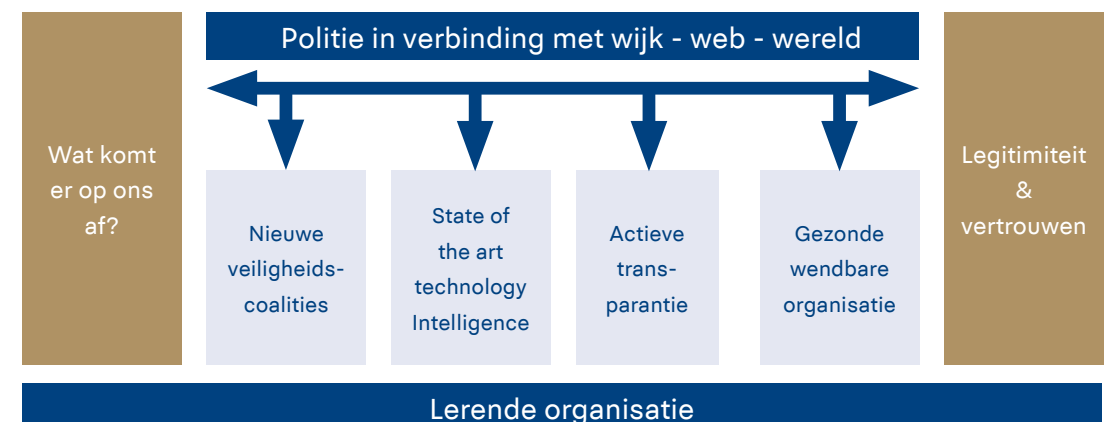 Politie in verbinding met wijk - web - wereld
Wat komt
er op ons
af?
Nieuwe
veiligheids-
coalities
State of
the art
technology
Intelligence
Actieve
trans-
parantie
Gezonde
wendbare
organisatie
Legitimiteit
&
vertrouwen
Lerende organisatie